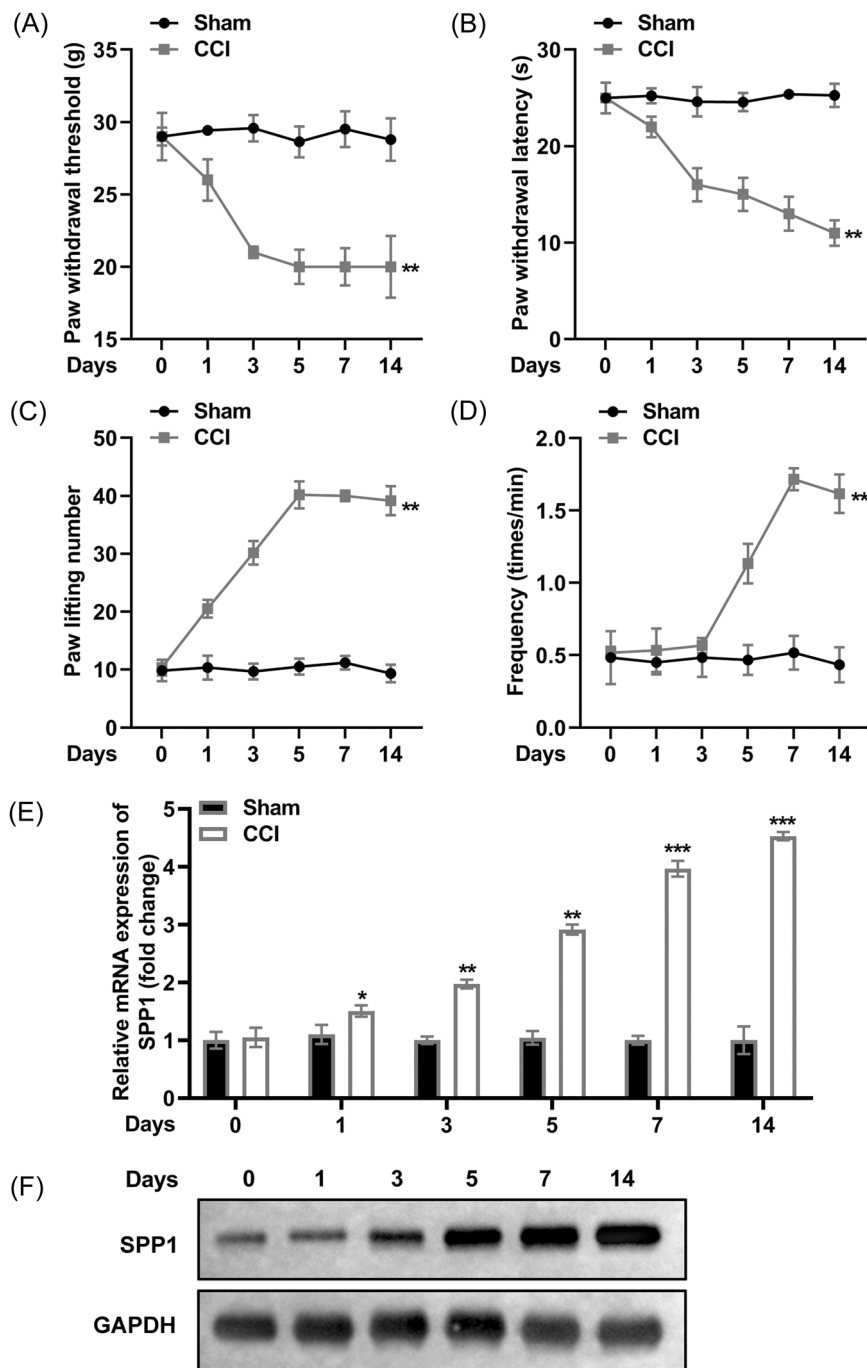 (A)
Sham
CCI
Paw withdrawal threshold (g)
35
30
25
20
15
**
Days 0 1 3 5 7 14
(B)
Sham
CCI
Paw withdrawal latency (s)
30
20
10
0
**
Days 0 1 3 5 7 14
(C)
Sham
CCI
Paw lifting number
50
40
30
20
10
0
**
Days 0 1 3 5 7 14
(D)
Sham
CCI
Frequency (times/min)
2.0
1.5
1.0
0.5
0.0
**
Days 0 1 3 5 7 14
(E)
Sham
CCI
Relative mRNA expression of
SPP1 (fold change)
5
4
3
2
1
0
* ** ** *** ***
Days 0 1 3 5 7 14
(F)
Days 0 1 3 5 7 14
SPP1
GAPDH